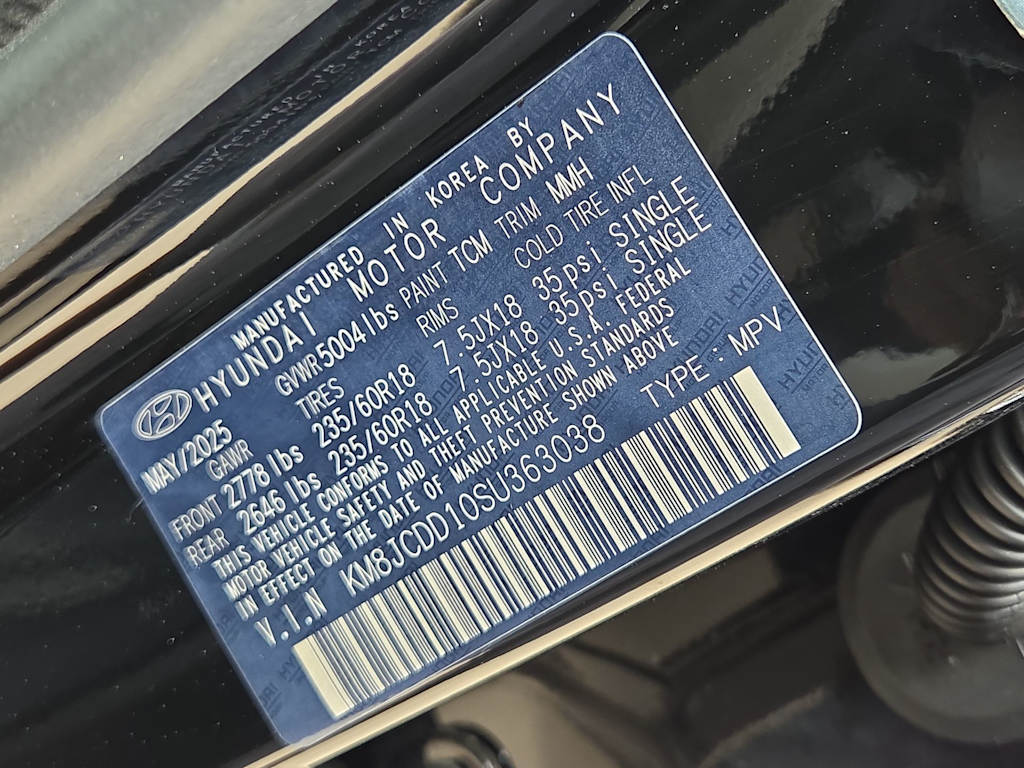 MANUFACTURED IN KOREA BY
HYUNDAI MOTOR COMPANY
MAY/2025 GVWR5004lbs PAINT TCM TRIM MMH
GAWR TIRES RIMS COLD TIRE INFL
FRONT 2778 lbs 235/60R18 7.5JX18 35psi SINGLE
REAR 2646 lbs 235/60R18 7.5JX18 35psi SINGLE
THIS VEHICLE CONFORMS TO ALL APPLICABLE U.S.A. FEDERAL
MOTOR VEHICLE SAFETY AND THEFT PREVENTION STANDARDS
IN EFFECT ON THE DATE OF MANUFACTURE SHOWN ABOVE
V.I.N KM8JCDD10SU363038 TYPE : MPV